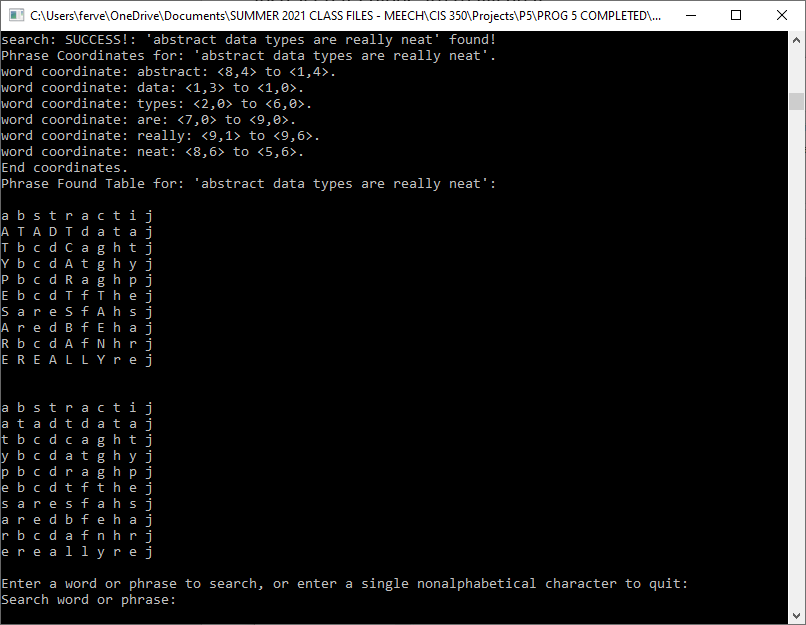 C:\Users\ferve\OneDrive\Documents\SUMMER 2021 CLASS FILES - MEECH\CIS 350\Projects\P5\PROG 5 COMPLETED\...
search: SUCCESS!: 'abstract data types are really neat' found!
Phrase Coordinates for: 'abstract data types are really neat'.
word coordinate: abstract: <8,4> to <1,4>.
word coordinate: data: <1,3> to <1,0>.
word coordinate: types: <2,0> to <6,0>.
word coordinate: are: <7,0> to <9,0>.
word coordinate: really: <9,1> to <9,6>.
word coordinate: neat: <8,6> to <5,6>.
End coordinates.
Phrase Found Table for: 'abstract data types are really neat':
a b s t r a c t i j
A T A D T d a t a j
T b c d C a g h t j
Y b c d A t g h y j
P b c d R a g h p j
E b c d T f T h e j
S a r e S f A h s j
A r e d B f E h a j
R b c d A f N h r j
E R E A L L Y r e j
a b s t r a c t i j
a t a d t d a t a j
t b c d c a g h t j
y b c d a t g h y j
p b c d r a g h p j
e b c d t f t h e j
s a r e s f a h s j
a r e d b f e h a j
r b c d a f n h r j
e r e a l l y r e j
Enter a word or phrase to search, or enter a single nonalphabetical character to quit:
Search word or phrase: